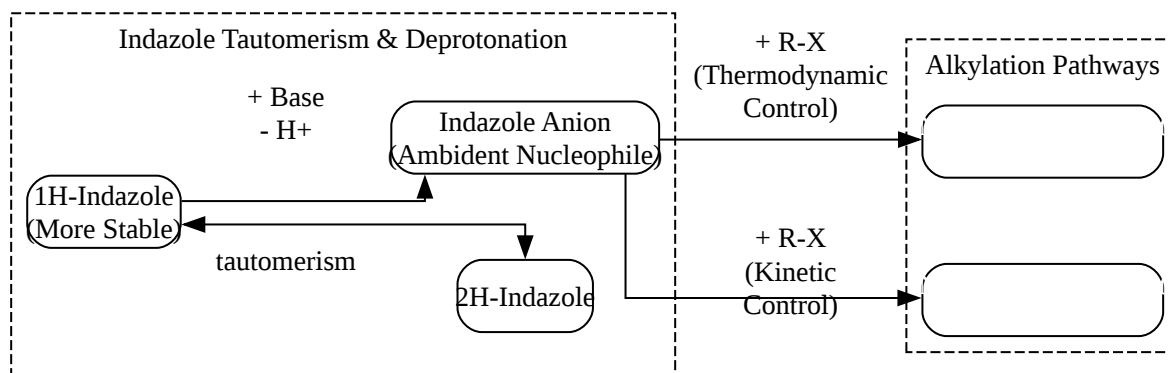 Indazole Tautomerism & Deprotonation
+ Base
- H+
Indazole Anion
(Ambident Nucleophile)
1H-Indazole
(More Stable)
tautomerism
2H-Indazole
+ R-X
(Thermodynamic
Control)
+ R-X
(Kinetic
Control)
Alkylation Pathways